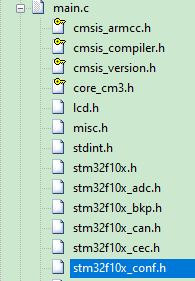 main.c
cmsis_armcc.h
cmsis_compiler.h
cmsis_version.h
core_cm3.h
lcd.h
misc.h
stdint.h
stm32f10x.h
stm32f10x_adc.h
stm32f10x_bkp.h
stm32f10x_can.h
stm32f10x_cec.h
stm32f10x_conf.h